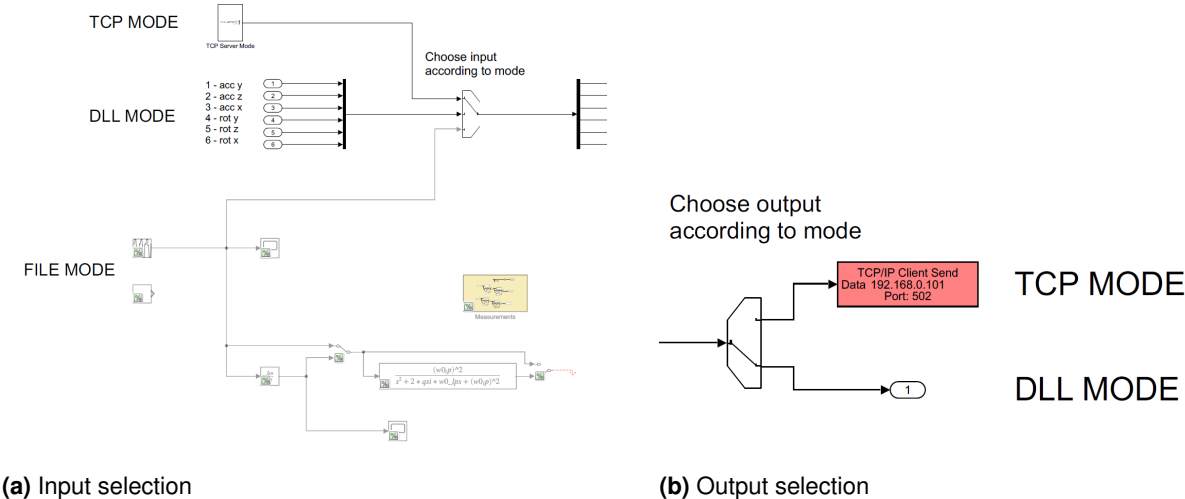 TCP MODE
TCP Server Mode
Choose input
according to mode
DLL MODE
1 - acc y
2 - acc z
3 - acc x
4 - rot y
5 - rot z
6 - rot x
1
2
3
4
5
6
FILE MODE
Measurements
(w0_lp)^2
s^2 + 2 * qsi * w0_lps + (w0_lp)^2
(a) Input selection
Choose output
according to mode
TCP/IP Client Send
Data 192.168.0.101
Port: 502
TCP MODE
1
DLL MODE
(b) Output selection